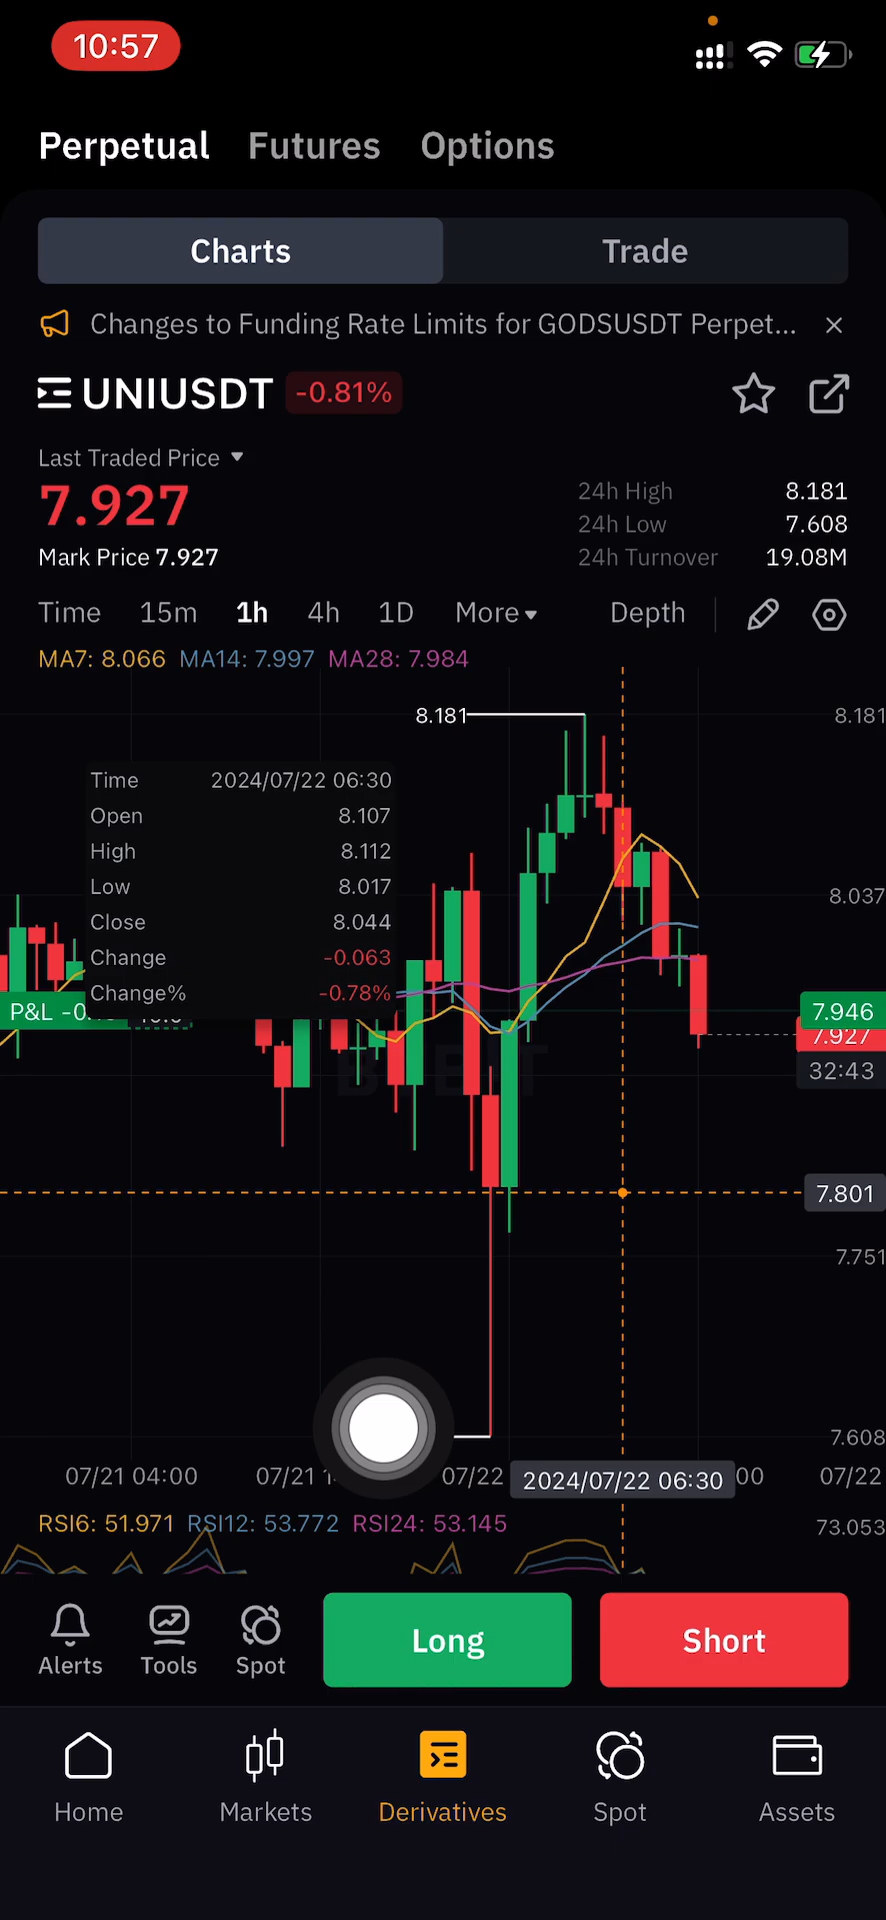 10:57
Perpetual Futures Options
Charts Trade
Changes to Funding Rate Limits for GODSUSDT Perpet...
UNIUSDT -0.81%
Last Traded Price
7.927
Mark Price 7.927
24h High 8.181
24h Low 7.608
24h Turnover 19.08M
Time 15m 1h 4h 1D More Depth
MA7: 8.066 MA14: 7.997 MA28: 7.984
8.181 8.181
Time 2024/07/22 06:30
Open 8.107
High 8.112
Low 8.017
Close 8.044
Change -0.063
Change% -0.78%
8.037
P&L 7.946
7.927
32:43
7.801
7.751
7.608
07/21 04:00 07/21 07/22 2024/07/22 06:30 00 07/22
RSI6: 51.971 RSI12: 53.772 RSI24: 53.145
73.053
Alerts Tools Spot Long Short
Home Markets Derivatives Spot Assets